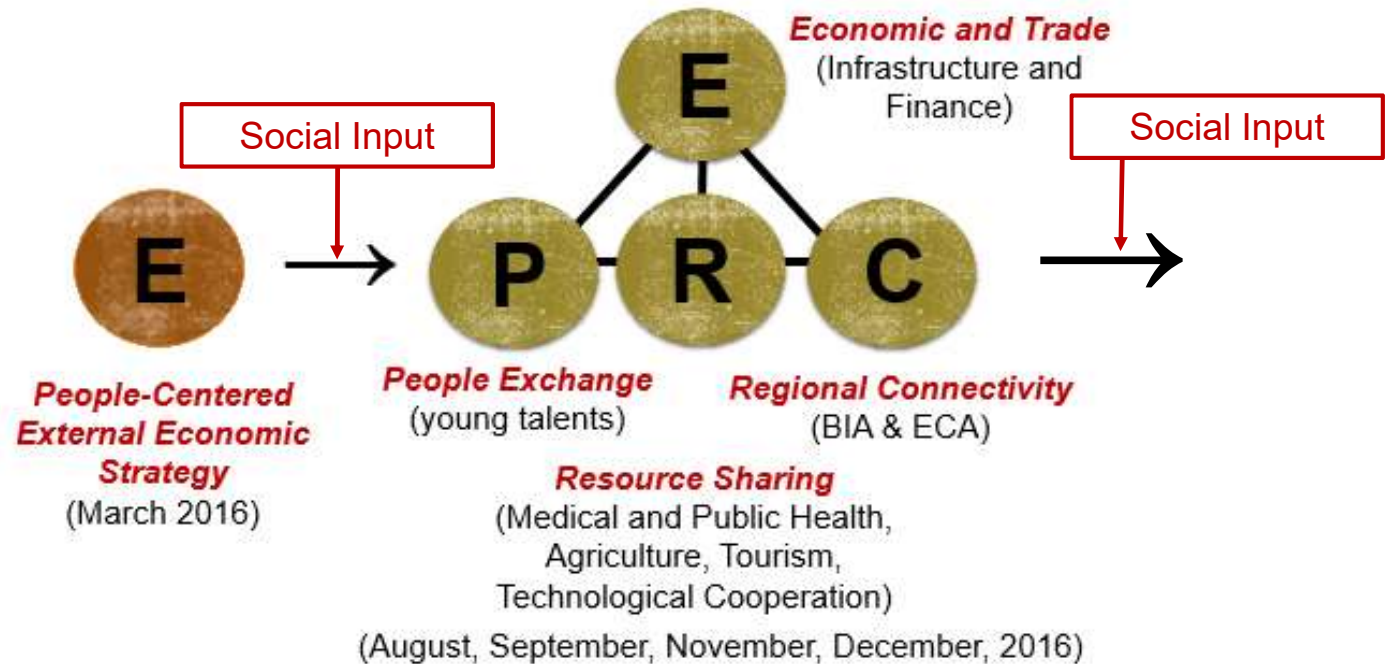 E
Economic and Trade
(Infrastructure and
Finance)
Social Input
Social Input
E
P
R
C
People-Centered
External Economic
Strategy
(March 2016)
People Exchange
(young talents)
Regional Connectivity
(BIA & ECA)
Resource Sharing
(Medical and Public Health,
Agriculture, Tourism,
Technological Cooperation)
(August, September, November, December, 2016)